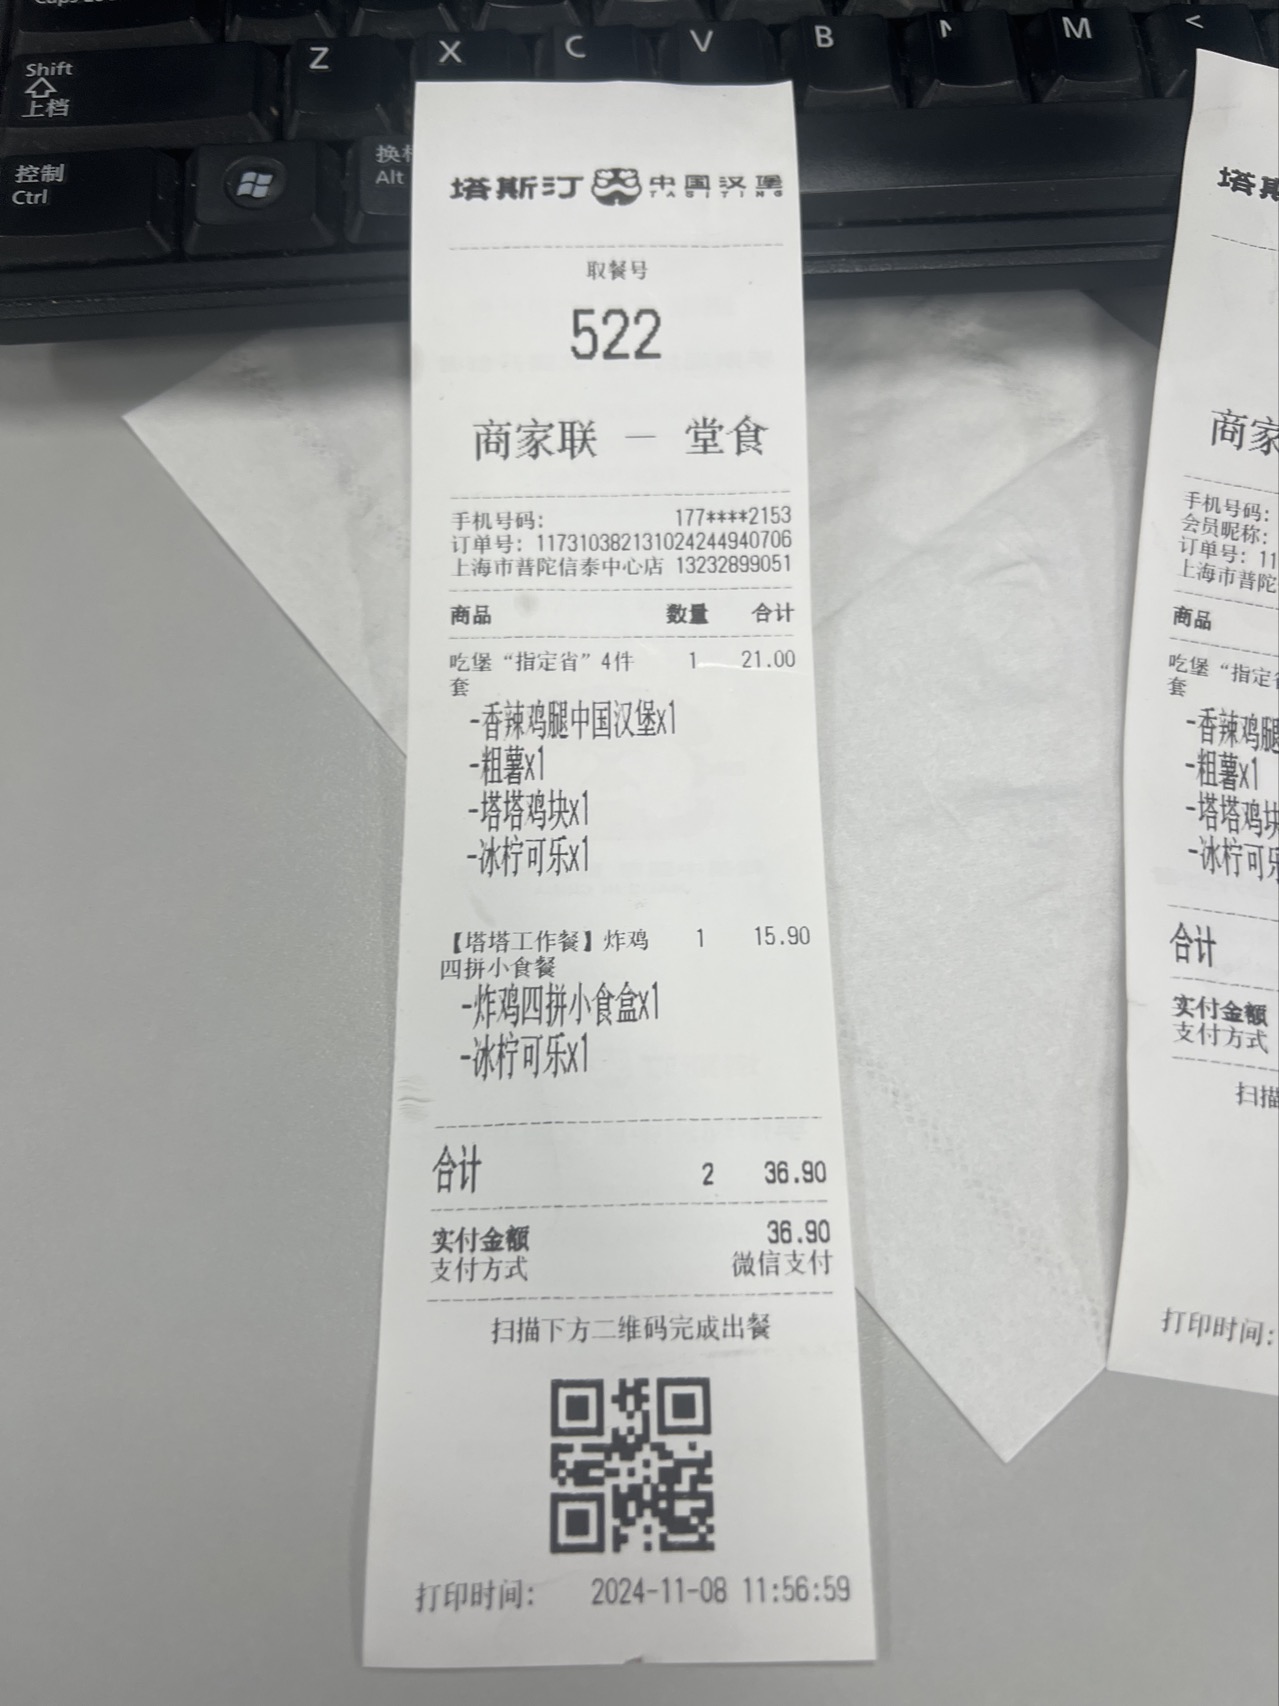 Shift
上档
Z
X
C
V
B
M
<
控制
Ctrl
Alt
塔斯汀 中国汉堡
TASITING
取餐号
522
商家联 — 堂食
手机号码: 177****2153
订单号: 1173103821310242449​40706
上海市普陀信泰中心店 13232899051
商品 数量 合计
吃堡“指定省”4件 1 21.00
套
-香辣鸡腿中国汉堡x1
-粗薯x1
-塔塔鸡块x1
-冰柠可乐x1
【塔塔工作餐】炸鸡 1 15.90
四拼小食餐
-炸鸡四拼小食盒x1
-冰柠可乐x1
合计 2 36.90
实付金额 36.90
支付方式 微信支付
扫描下方二维码完成出餐
打印时间: 2024-11-08 11:56:59
塔
商家
手机号码:
会员昵称:
订单号: 11
上海市普陀
商品
吃堡“指定
套
-香辣鸡腿
-粗薯x1
-塔塔鸡块
-冰柠可乐
合计
实付金额
支付方式
扫描
打印时间: